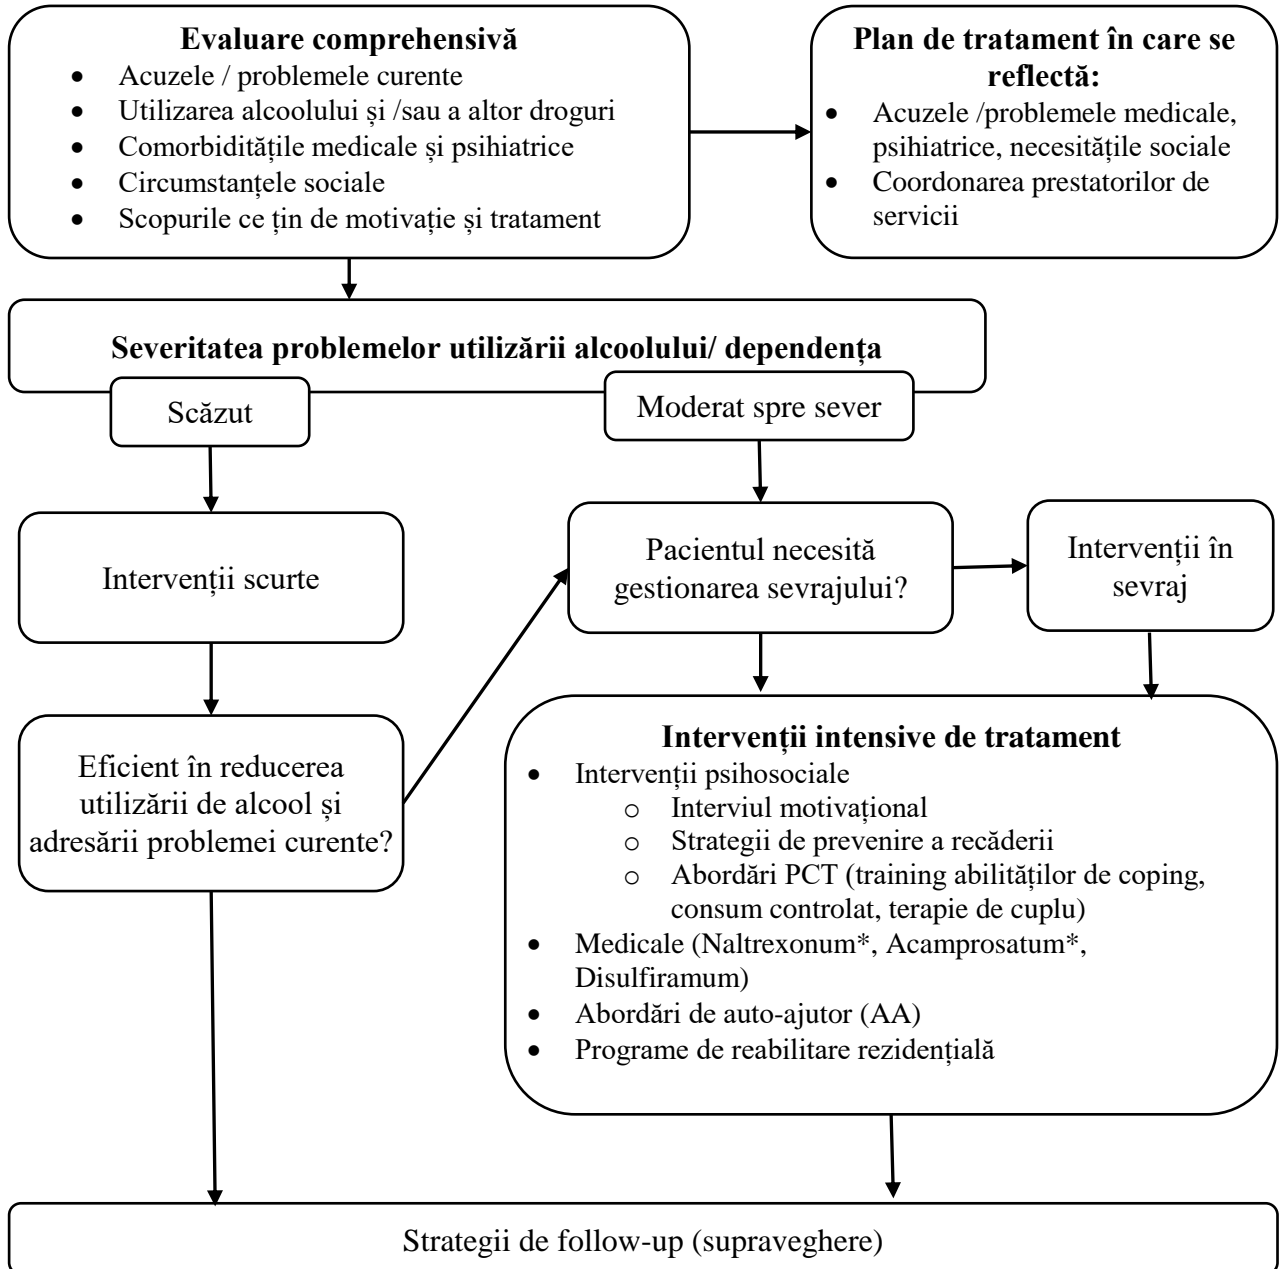 Evaluare comprehensivă
• Acuzele / problemele curente
• Utilizarea alcoolului și /sau a altor droguri
• Comorbiditățile medicale și psihiatrice
• Circumstanțele sociale
• Scopurile ce țin de motivație și tratament
Plan de tratament în care se
reflectă:
• Acuzele /problemele medicale,
psihiatrice, necesitățile sociale
• Coordonarea prestatorilor de
servicii
Severitatea problemelor utilizării alcoolului/ dependența
Scăzut
Moderat spre sever
Intervenții scurte
Pacientul necesită
gestionarea sevrajului?
Intervenții în
sevraj
Eficient în reducerea
utilizării de alcool și
adresării problemei curente?
Intervenții intensive de tratament
• Intervenții psihosociale
o Interviul motivațional
o Strategii de prevenire a recăderii
o Abordări PCT (training abilităților de coping,
consum controlat, terapie de cuplu)
• Medicale (Naltrexonum*, Acamprosatum*,
Disulfiramum)
• Abordări de auto-ajutor (AA)
• Programe de reabilitare rezidențială
Strategii de follow-up (supraveghere)